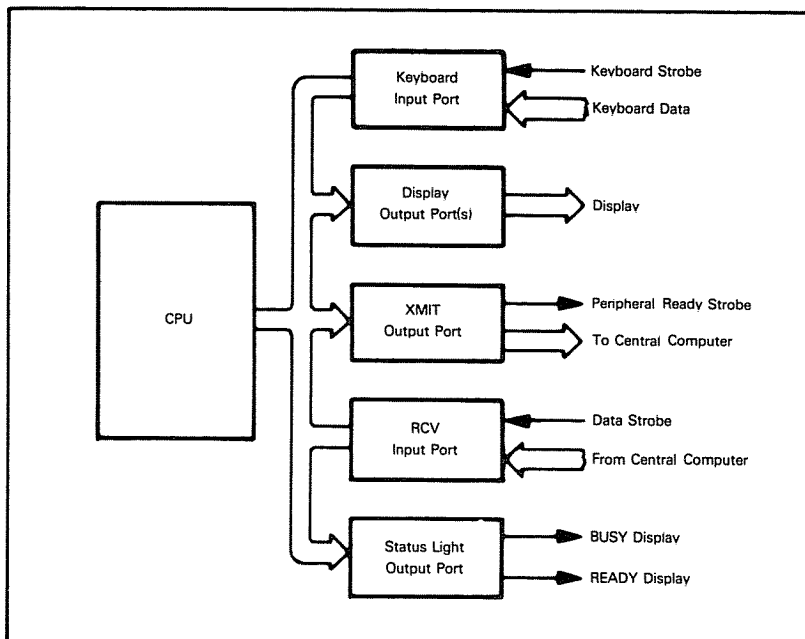 Keyboard
Input Port
Keyboard Strobe
Keyboard Data
Display
Output Port(s)
Display
CPU
XMIT
Output Port
Peripheral Ready Strobe
To Central Computer
RCV
Input Port
Data Strobe
From Central Computer
Status Light
Output Port
BUSY Display
READY Display